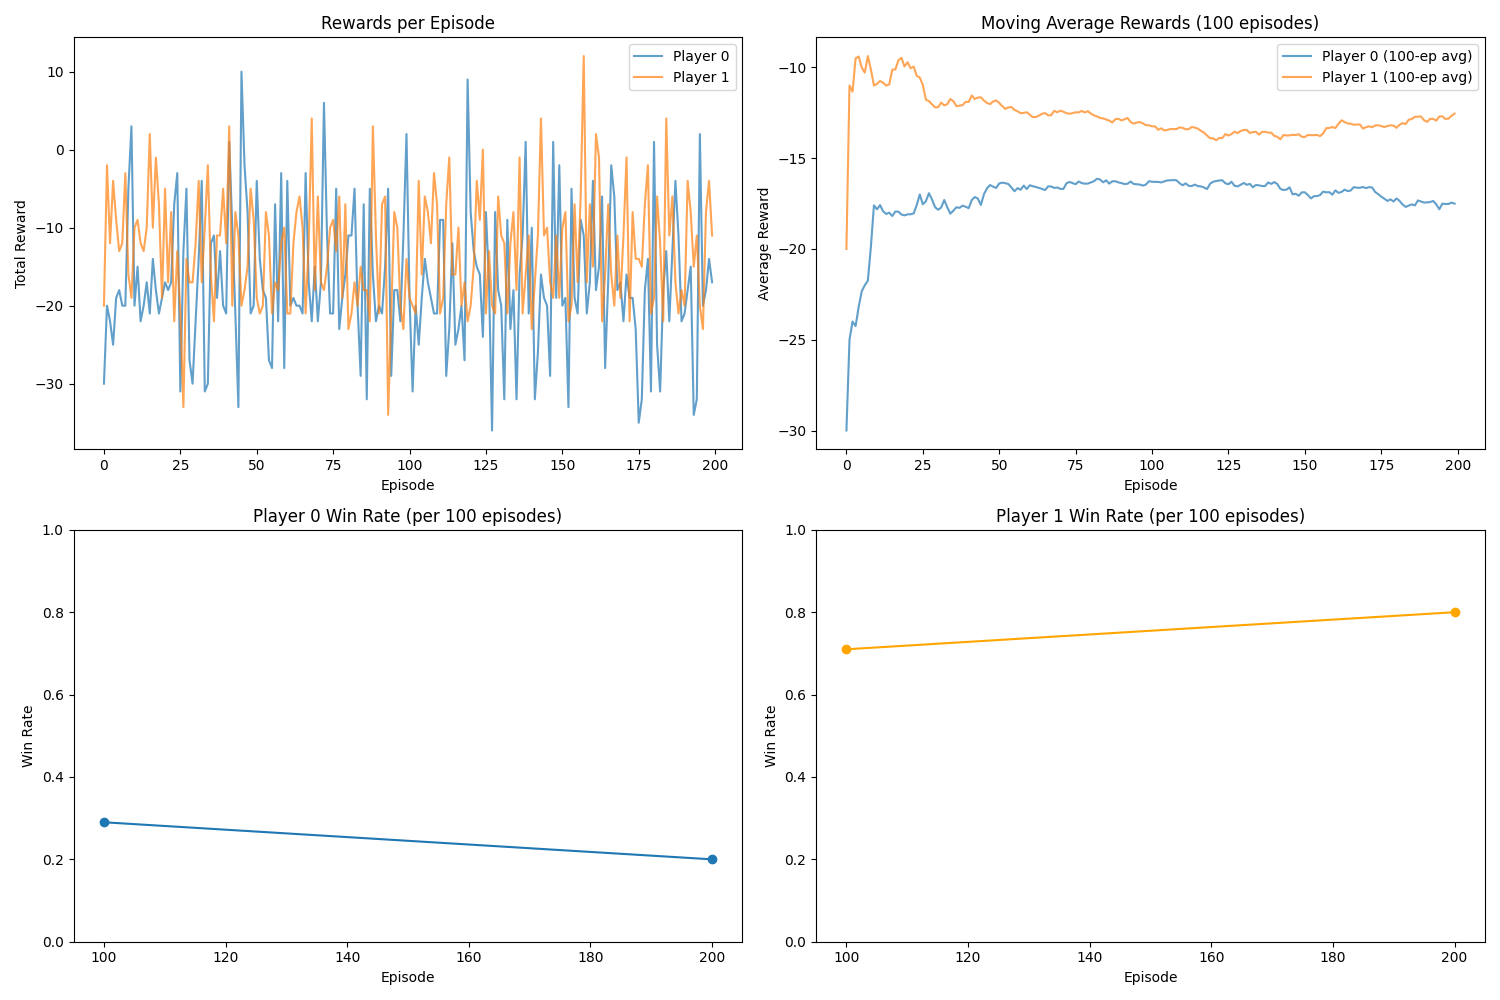 Rewards per Episode
Player 0
Player 1
10
0
−10
−20
−30
Total Reward
0 25 50 75 100 125 150 175 200
Episode
Moving Average Rewards (100 episodes)
Player 0 (100-ep avg)
Player 1 (100-ep avg)
−10
−15
−20
−25
−30
Average Reward
0 25 50 75 100 125 150 175 200
Episode
Player 0 Win Rate (per 100 episodes)
1.0
0.8
0.6
0.4
0.2
0.0
Win Rate
100 120 140 160 180 200
Episode
Player 1 Win Rate (per 100 episodes)
1.0
0.8
0.6
0.4
0.2
0.0
Win Rate
100 120 140 160 180 200
Episode